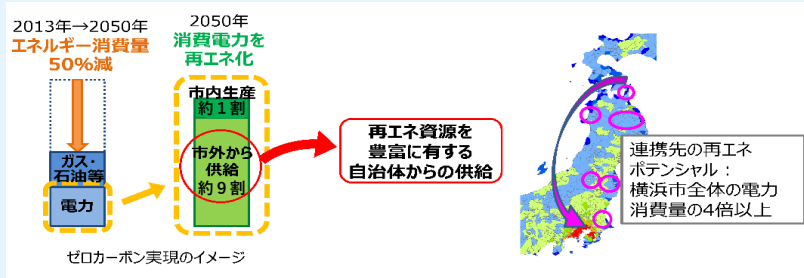 2013年→2050年
エネルギー消費量
50%減
ガス・
石油等
電力
2050年
消費電力を
再エネ化
市内生産
約1割
市外から
供給
約9割
再エネ資源を
豊富に有する
自治体からの供給
連携先の再エネ
ポテンシャル：
横浜市全体の電力
消費量の4倍以上
ゼロカーボン実現のイメージ